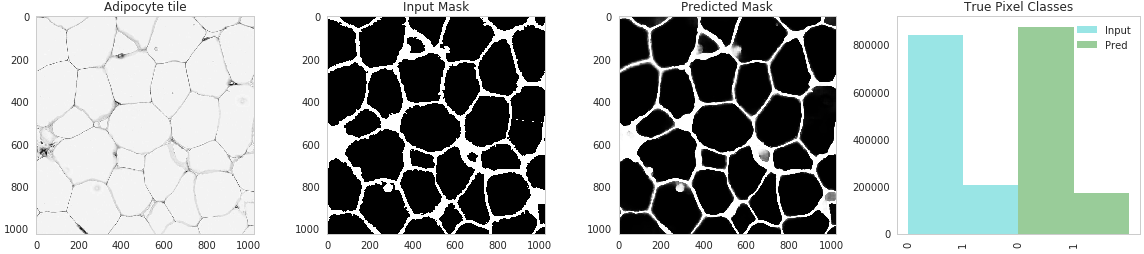 Adipocyte tile
0
200
400
600
800
1000
0 200 400 600 800 1000
Input Mask
0
200
400
600
800
1000
0 200 400 600 800 1000
Predicted Mask
0
200
400
600
800
1000
0 200 400 600 800 1000
True Pixel Classes
Input
Pred
800000
600000
400000
200000
0
0 1 0 1